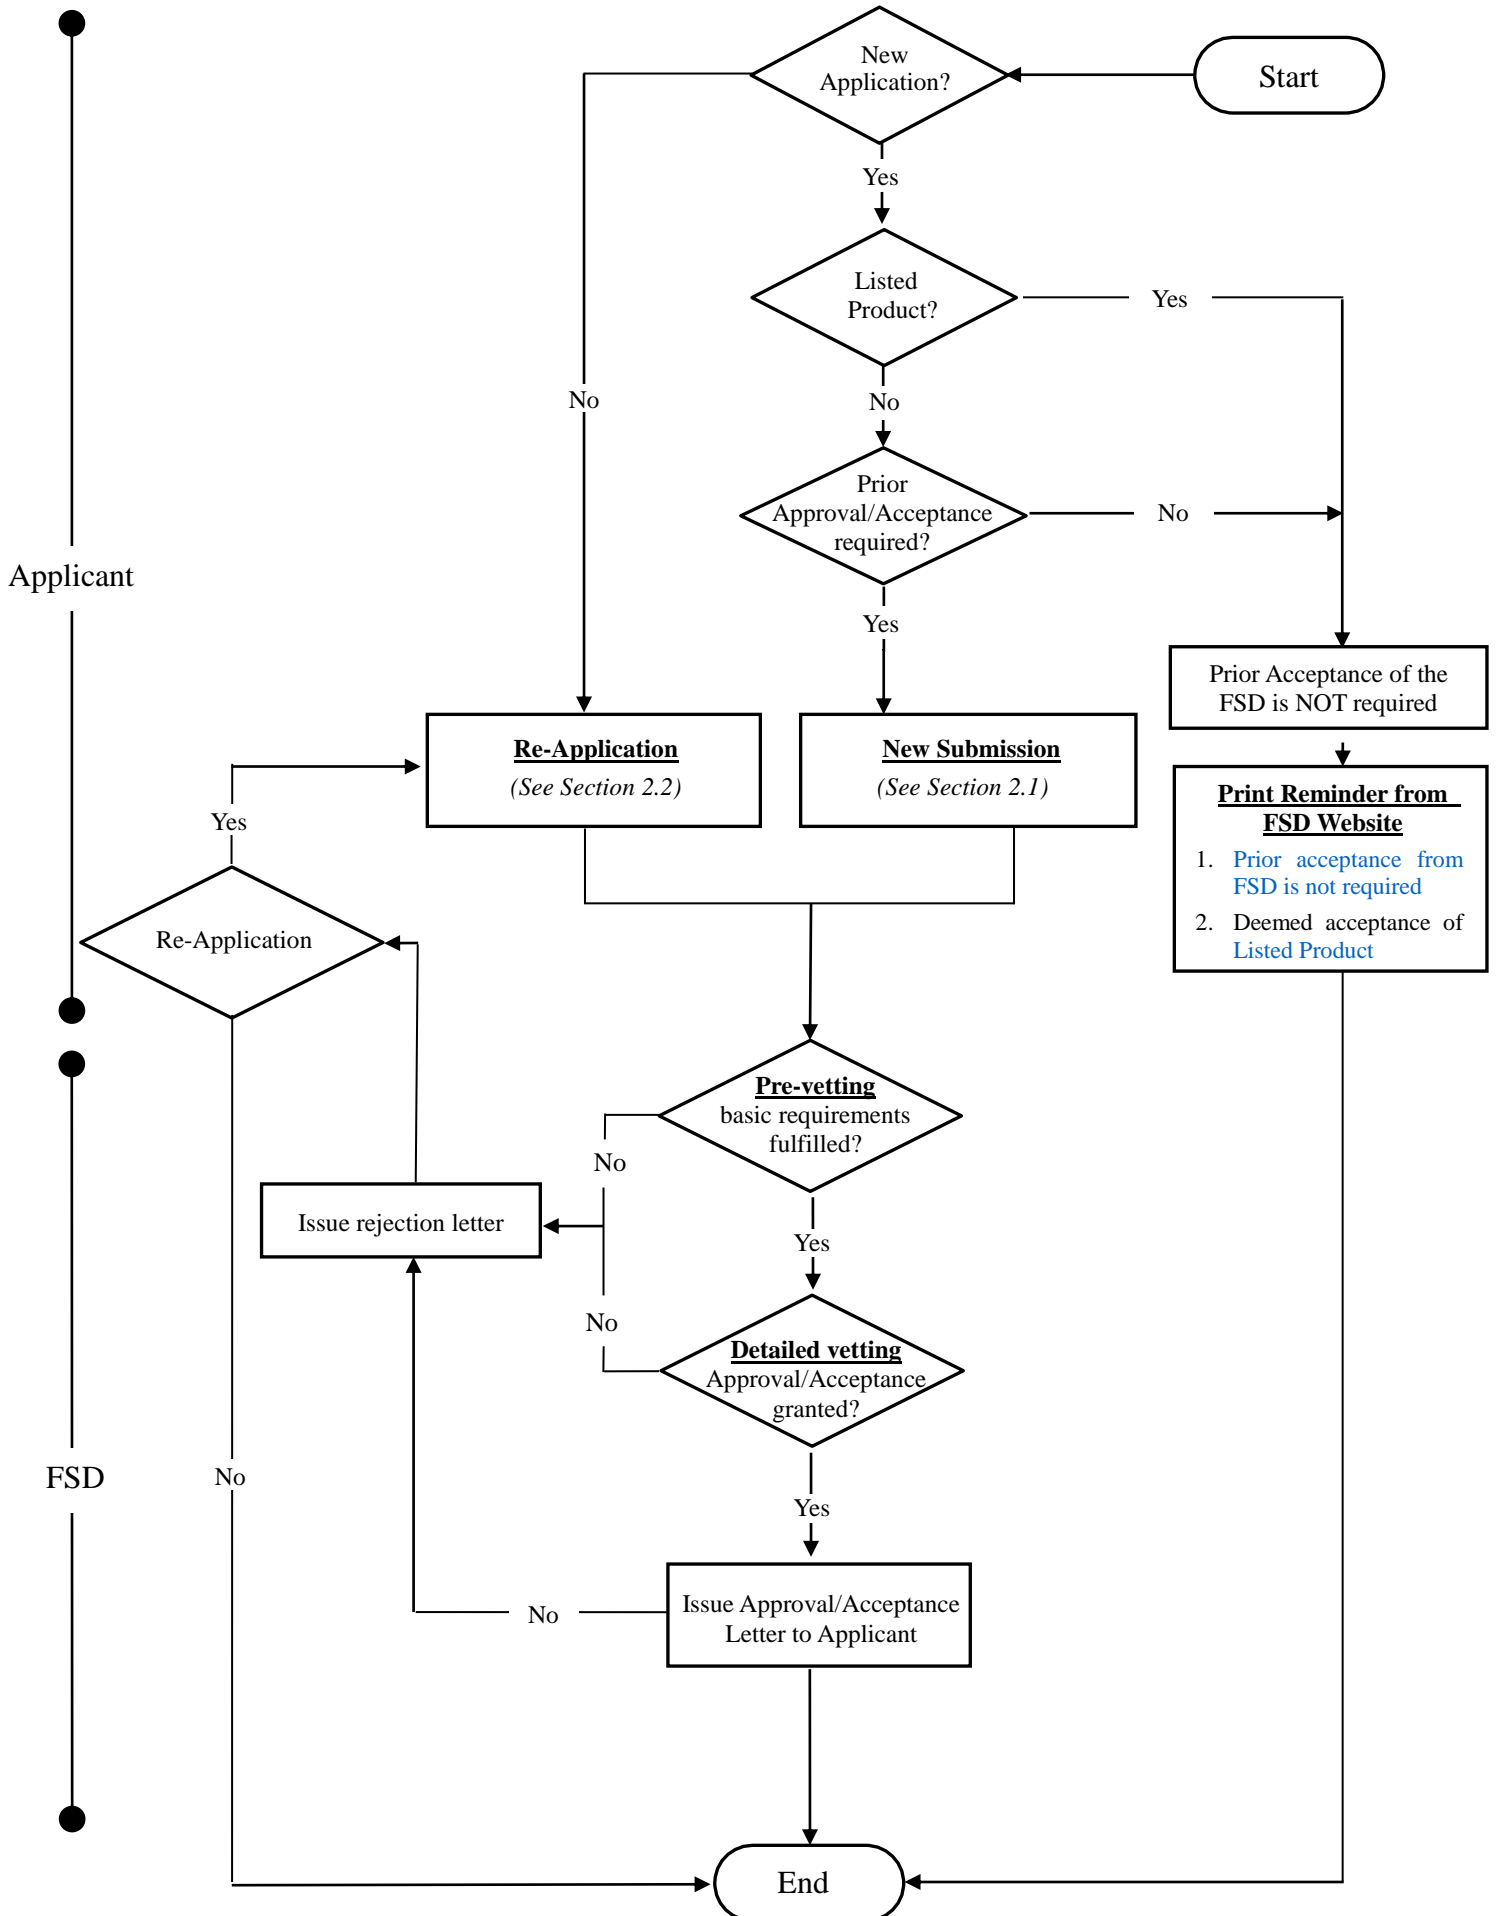 New
Application?
Start
Yes
Listed
Product?
Yes
No
No
Prior
Approval/Acceptance
required?
No
Applicant
Yes
Prior Acceptance of the
FSD is NOT required
Re-Application
(See Section 2.2)
New Submission
(See Section 2.1)
Print Reminder from
FSD Website
1. Prior acceptance from
FSD is not required
2. Deemed acceptance of
Listed Product
Yes
Re-Application
Pre-vetting
basic requirements
fulfilled?
No
Issue rejection letter
Yes
No
Detailed vetting
Approval/Acceptance
granted?
FSD
No
Yes
Issue Approval/Acceptance
Letter to Applicant
No
End